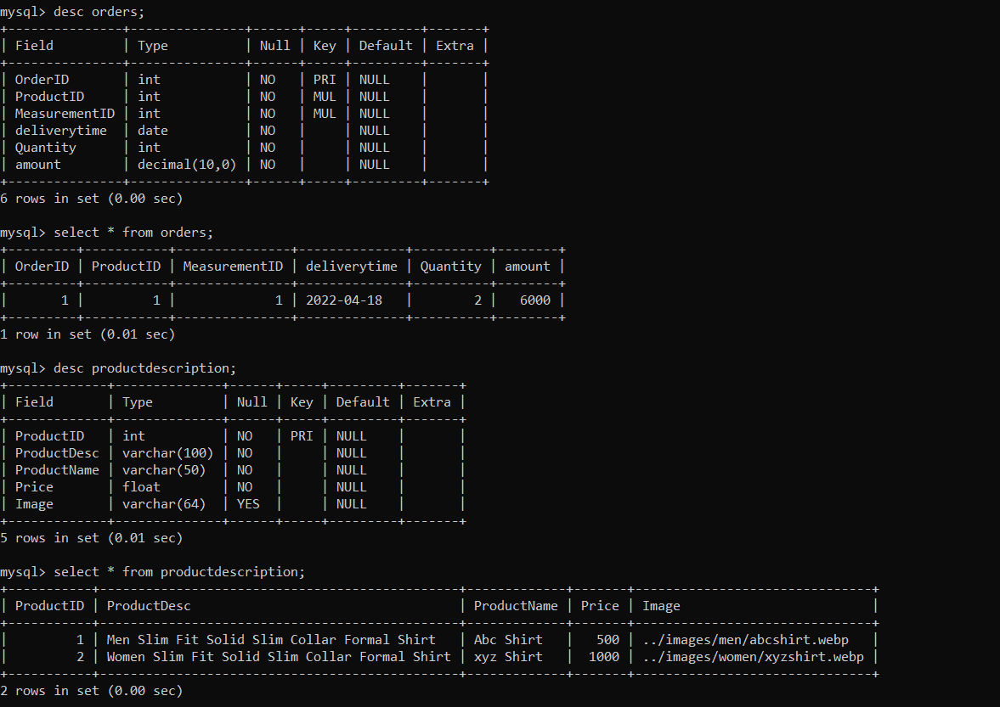 mysql> desc orders;
+---------------+---------------+------+-----+---------+-------+
| Field         | Type          | Null | Key | Default | Extra |
+---------------+---------------+------+-----+---------+-------+
| OrderID       | int           | NO   | PRI | NULL    |       |
| ProductID     | int           | NO   | MUL | NULL    |       |
| MeasurementID | int           | NO   | MUL | NULL    |       |
| deliverytime  | date          | NO   |     | NULL    |       |
| Quantity      | int           | NO   |     | NULL    |       |
| amount        | decimal(10,0) | NO   |     | NULL    |       |
+---------------+---------------+------+-----+---------+-------+
6 rows in set (0.00 sec)

mysql> select * from orders;
+---------+-----------+---------------+--------------+----------+--------+
| OrderID | ProductID | MeasurementID | deliverytime | Quantity | amount |
+---------+-----------+---------------+--------------+----------+--------+
|       1 |         1 |             1 | 2022-04-18   |        2 |   6000 |
+---------+-----------+---------------+--------------+----------+--------+
1 row in set (0.01 sec)

mysql> desc productdescription;
+-------------+--------------+------+-----+---------+-------+
| Field       | Type         | Null | Key | Default | Extra |
+-------------+--------------+------+-----+---------+-------+
| ProductID   | int          | NO   | PRI | NULL    |       |
| ProductDesc | varchar(100) | NO   |     | NULL    |       |
| ProductName | varchar(50)  | NO   |     | NULL    |       |
| Price       | float        | NO   |     | NULL    |       |
| Image       | varchar(64)  | YES  |     | NULL    |       |
+-------------+--------------+------+-----+---------+-------+
5 rows in set (0.01 sec)

mysql> select * from productdescription;
+-----------+-----------------------------------------------+-------------+-------+-------------------------------+
| ProductID | ProductDesc                                   | ProductName | Price | Image                         |
+-----------+-----------------------------------------------+-------------+-------+-------------------------------+
|         1 | Men Slim Fit Solid Slim Collar Formal Shirt   | Abc Shirt   |   500 | ../images/men/abcshirt.webp   |
|         2 | Women Slim Fit Solid Slim Collar Formal Shirt | xyz Shirt   |  1000 | ../images/women/xyzshirt.webp |
+-----------+-----------------------------------------------+-------------+-------+-------------------------------+
2 rows in set (0.00 sec)